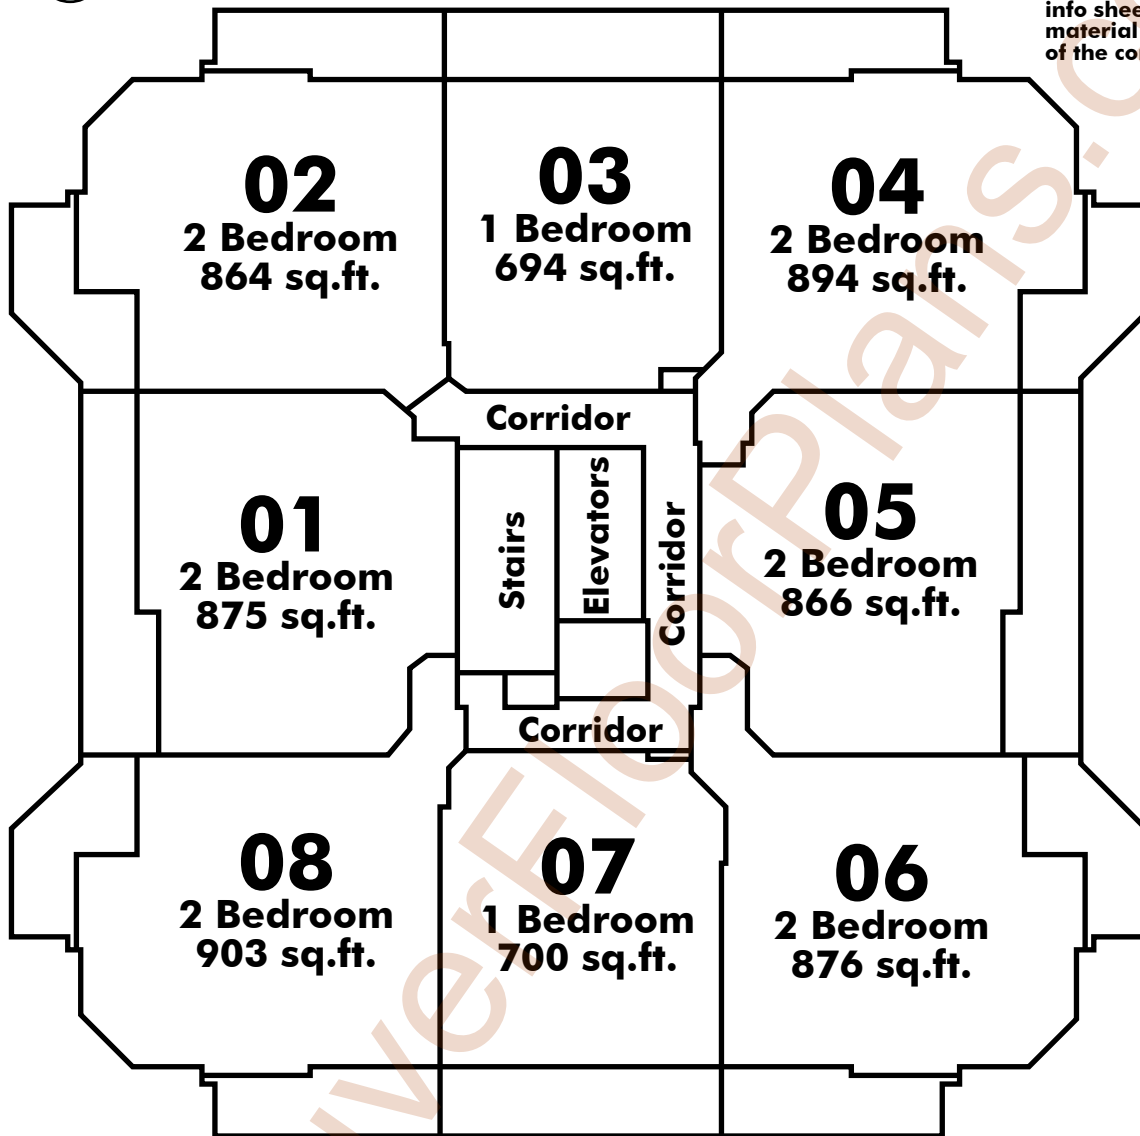 info shee
material
of the co
02
2 Bedroom
864 sq.ft.
03
1 Bedroom
694 sq.ft.
04
2 Bedroom
894 sq.ft.
Corridor
01
2 Bedroom
875 sq.ft.
Stairs
Elevators
Corridor
05
2 Bedroom
866 sq.ft.
Corridor
08
2 Bedroom
903 sq.ft.
07
1 Bedroom
700 sq.ft.
06
2 Bedroom
876 sq.ft.
uverFloorPlans.c